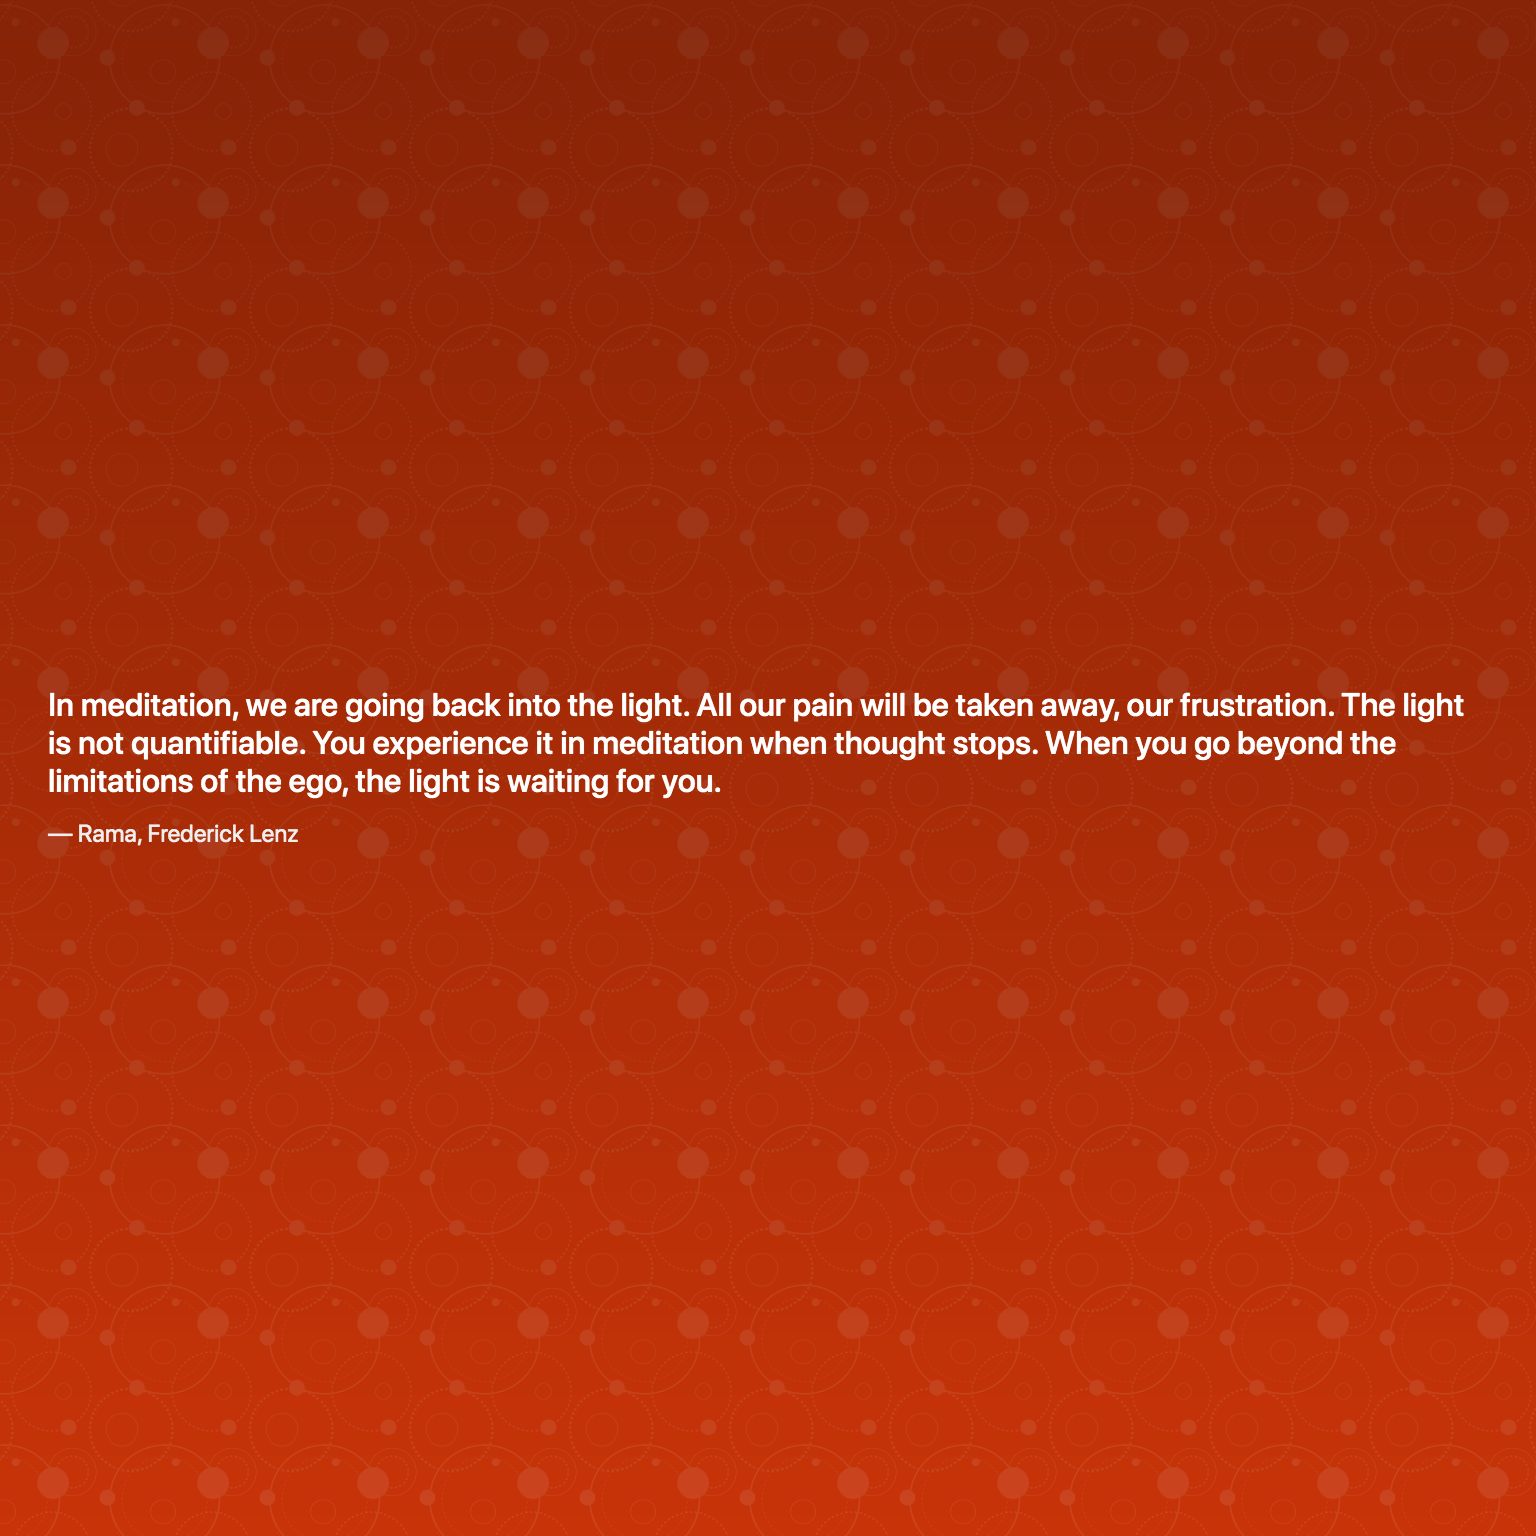 In meditation, we are going back into the light. All our pain will be taken away, our frustration. The light
is not quantifiable. You experience it in meditation when thought stops. When you go beyond the
limitations of the ego, the light is waiting for you.
— Rama, Frederick Lenz